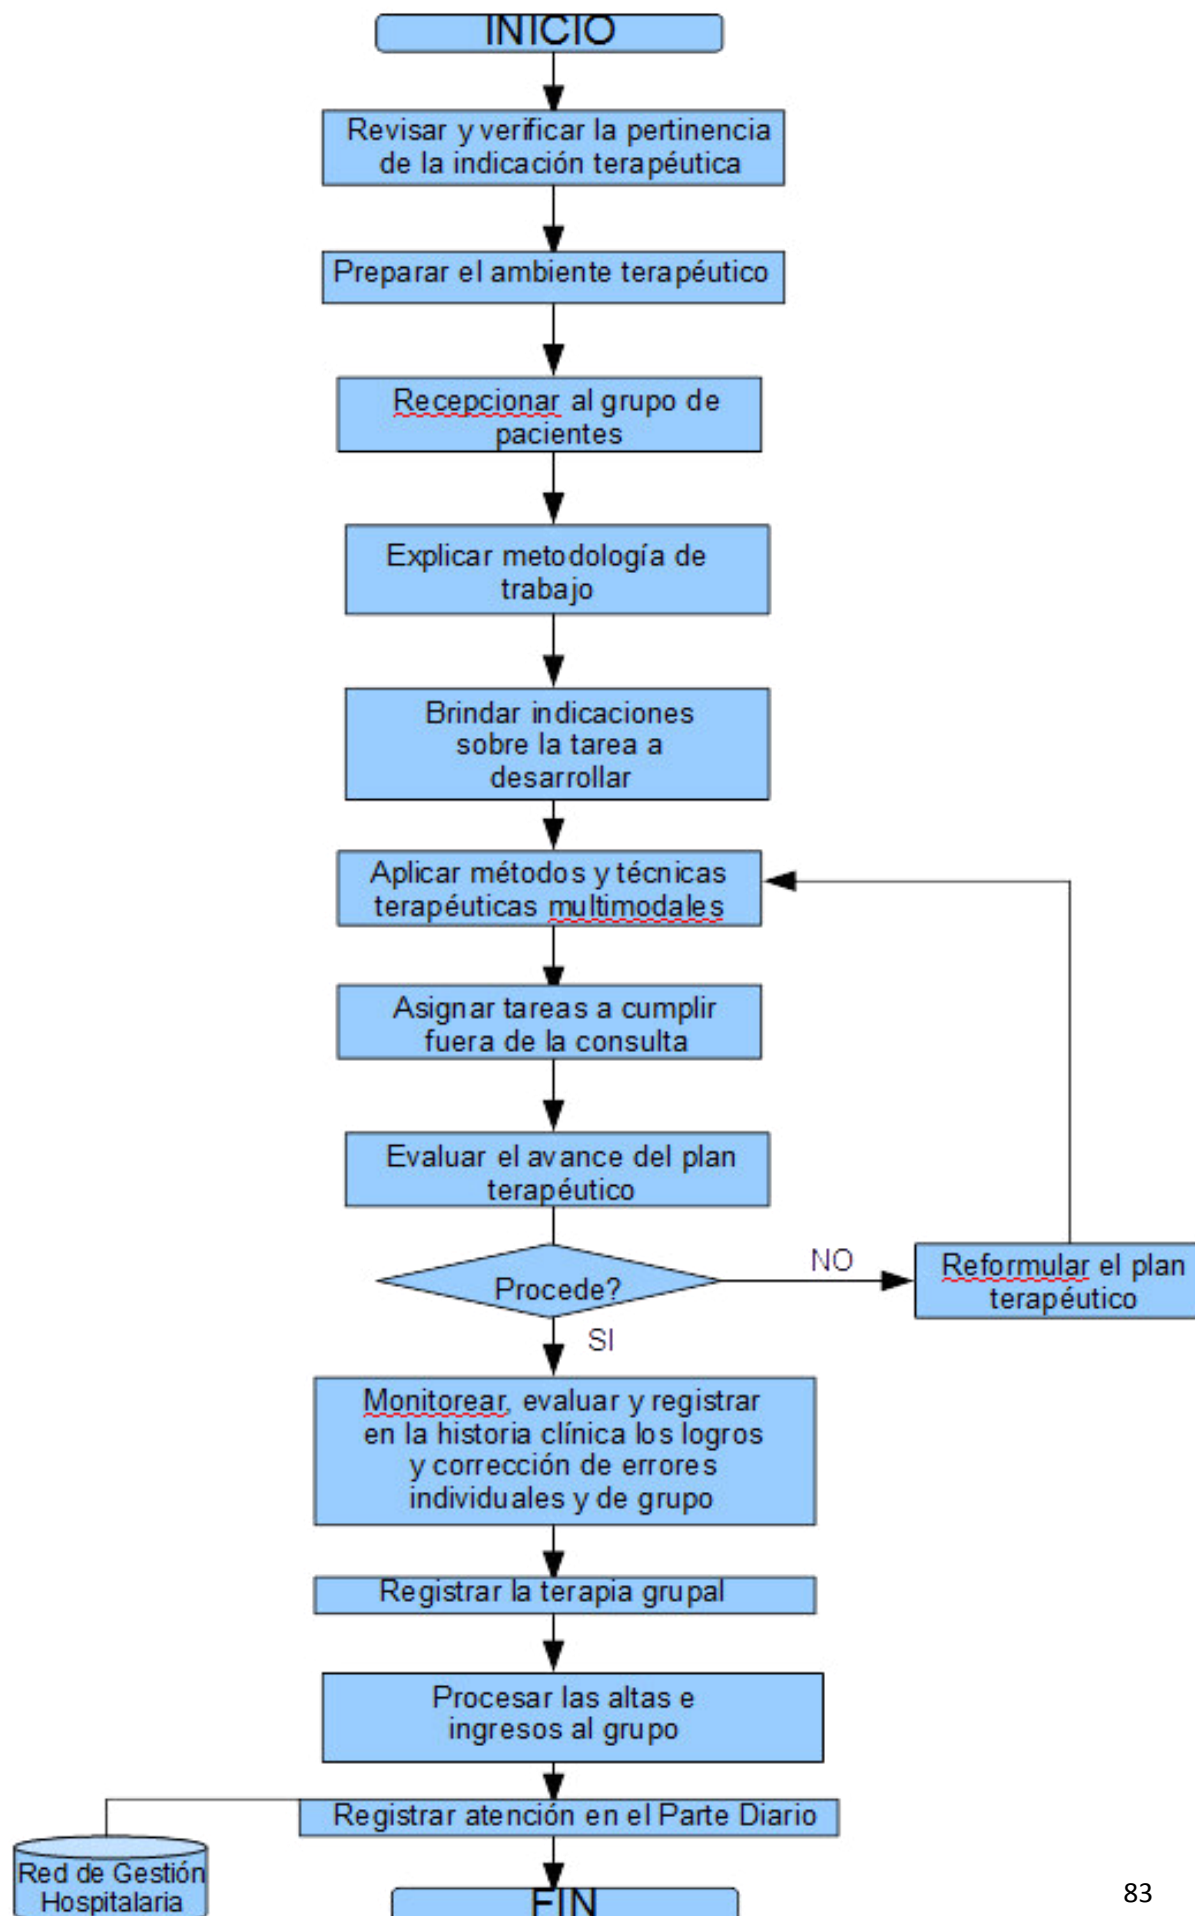 INICIO
Revisar y verificar la pertinencia
de la indicación terapéutica
Preparar el ambiente terapéutico
Recepcionar al grupo de
pacientes
Explicar metodología de
trabajo
Brindar indicaciones
sobre la tarea a
desarrollar
Aplicar métodos y técnicas
terapéuticas multimodales
Asignar tareas a cumplir
fuera de la consulta
Evaluar el avance del plan
terapéutico
Procede?
NO
Reformular el plan
terapéutico
SI
Monitorear, evaluar y registrar
en la historia clínica los logros
y corrección de errores
individuales y de grupo
Registrar la terapia grupal
Procesar las altas e
ingresos al grupo
Registrar atención en el Parte Diario
Red de Gestión
Hospitalaria
FIN
83